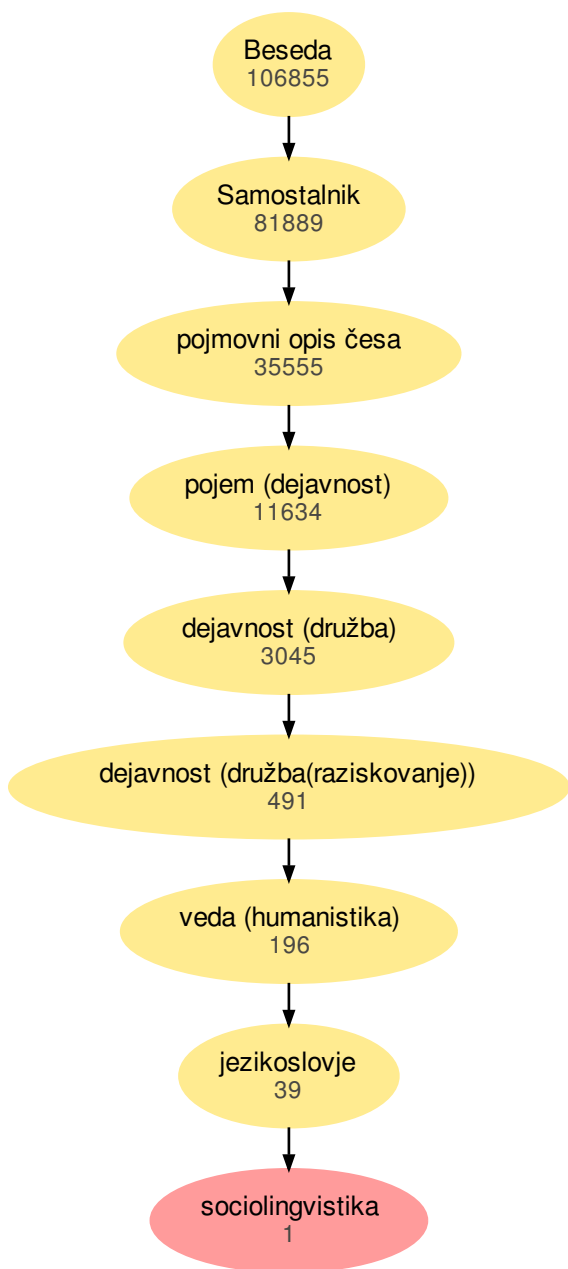 Beseda
106855
Samostalnik
81889
pojmovni opis česa
35555
pojem (dejavnost)
11634
dejavnost (družba)
3045
dejavnost (družba(raziskovanje))
491
veda (humanistika)
196
jezikoslovje
39
sociolingvistika
1